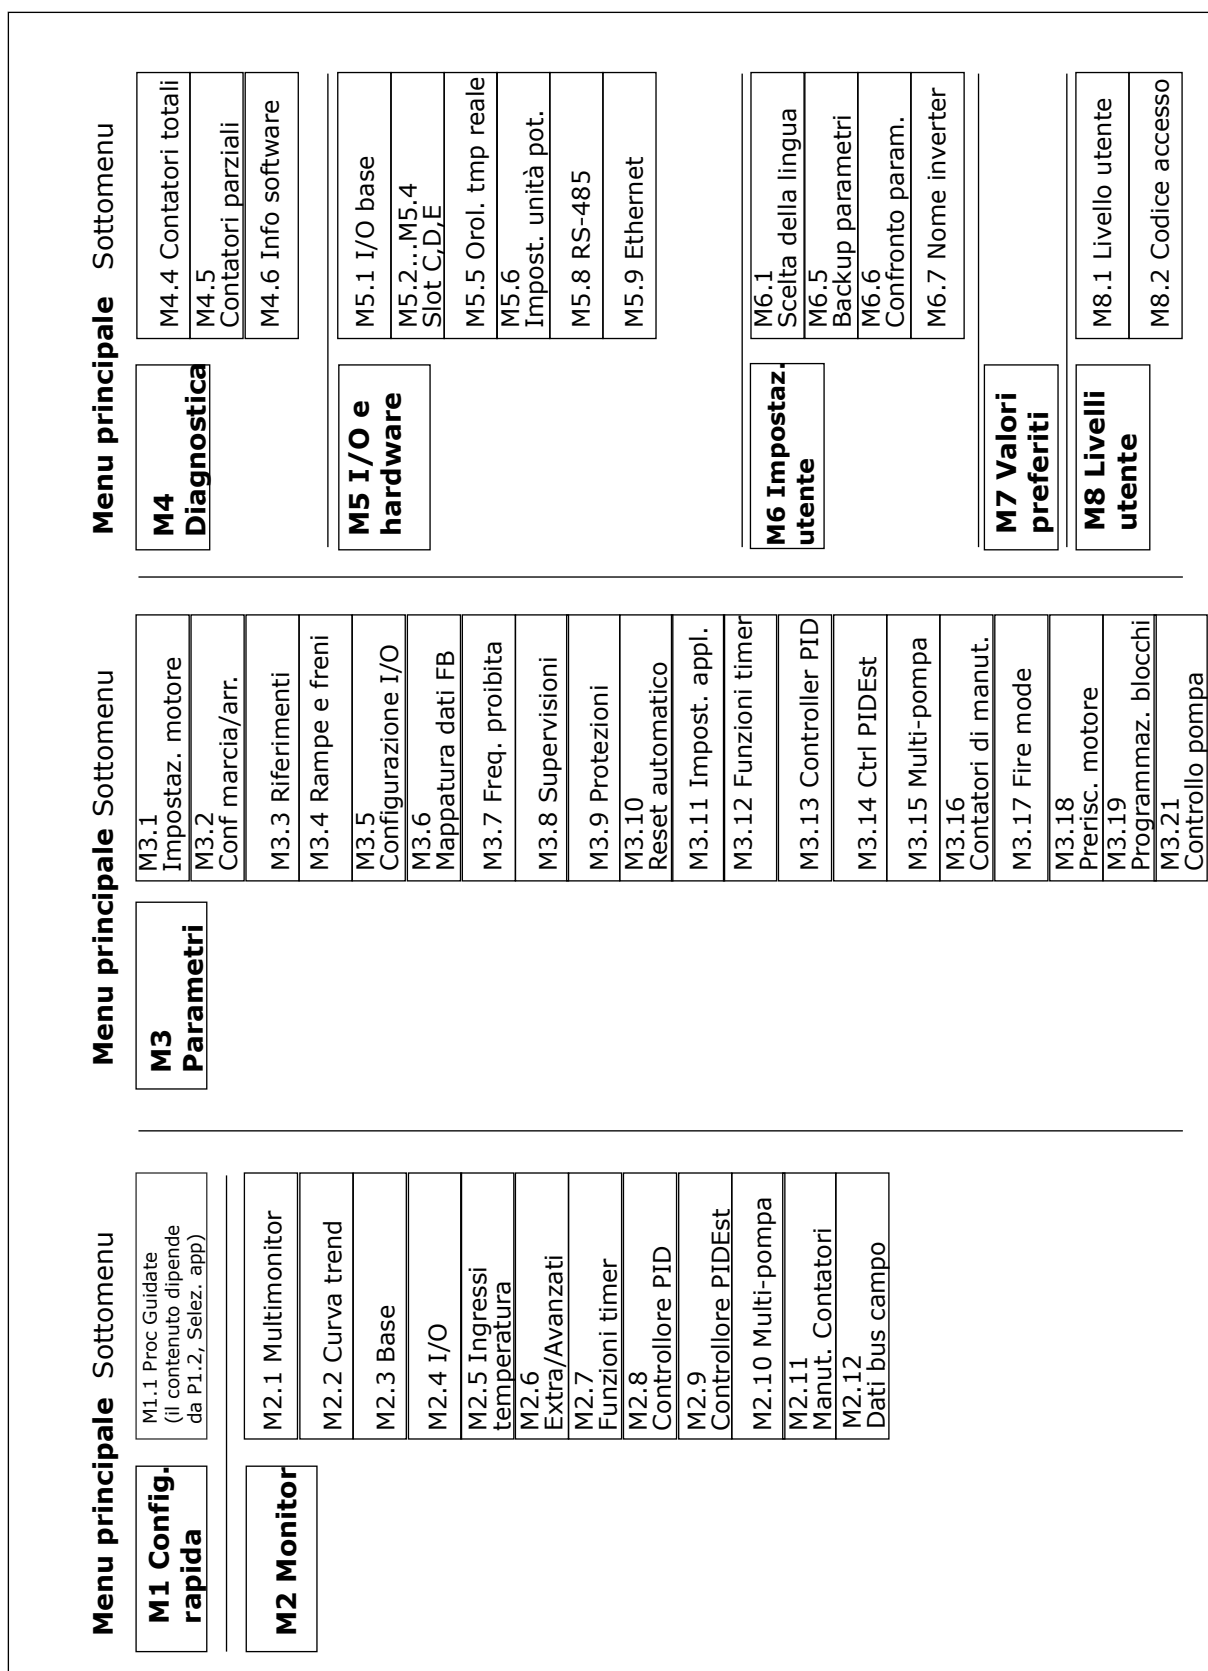 Menu principale Sottomenu
M1 Config.
rapida
M1.1 Proc Guidate
(il contenuto dipende
da P1.2, Selez. app)
M2 Monitor
M2.1 Multimonitor
M2.2 Curva trend
M2.3 Base
M2.4 I/O
M2.5 Ingressi
temperatura
M2.6
Extra/Avanzati
M2.7
Funzioni timer
M2.8
Controllore PID
M2.9
Controllore PIDEst
M2.10 Multi-pompa
M2.11
Manut. Contatori
M2.12
Dati bus campo
Menu principale Sottomenu
M3
Parametri
M3.1
Impostaz. motore
M3.2
Conf marcia/arr.
M3.3 Riferimenti
M3.4 Rampe e freni
M3.5
Configurazione I/O
M3.6
Mappatura dati FB
M3.7 Freq. proibita
M3.8 Supervisioni
M3.9 Protezioni
M3.10
Reset automatico
M3.11 Impost. appl.
M3.12 Funzioni timer
M3.13 Controller PID
M3.14 Ctrl PIDEst
M3.15 Multi-pompa
M3.16
Contatori di manut.
M3.17 Fire mode
M3.18
Prerisc. motore
M3.19
Programmaz. blocchi
M3.21
Controllo pompa
Menu principale Sottomenu
M4
Diagnostica
M4.4 Contatori totali
M4.5
Contatori parziali
M4.6 Info software
M5 I/O e
hardware
M5.1 I/O base
M5.2...M5.4
Slot C,D,E
M5.5 Orol. tmp reale
M5.6
Impost. unità pot.
M5.8 RS-485
M5.9 Ethernet
M6 Impostaz.
utente
M6.1
Scelta della lingua
M6.5
Backup parametri
M6.6
Confronto param.
M6.7 Nome inverter
M7 Valori
preferiti
M8 Livelli
utente
M8.1 Livello utente
M8.2 Codice accesso